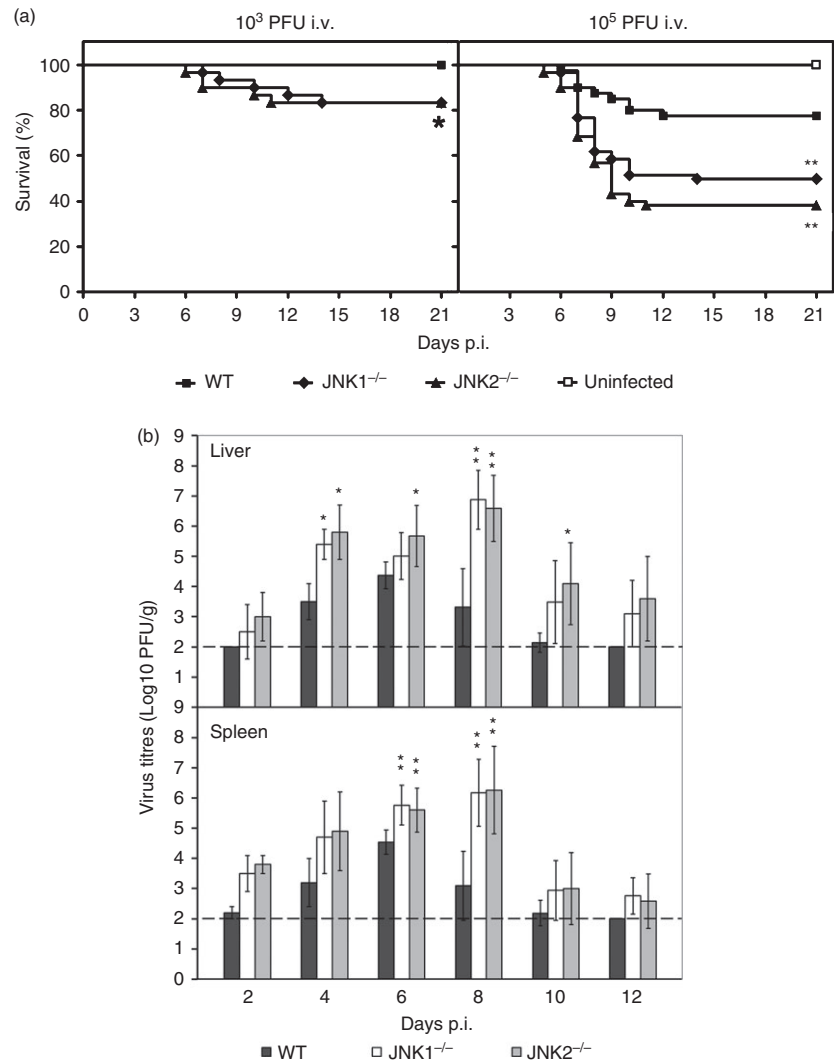 (a)
10³ PFU i.v. 10⁵ PFU i.v.
100
80
60
40
20
0
Survival (%)
*
**
**
0 3 6 9 12 15 18 21 3 6 9 12 15 18 21
Days p.i.
WT JNK1⁻/⁻ JNK2⁻/⁻ Uninfected
(b)
Liver
9
8
7
6
5
4
3
2
1
9
* * * ** ** *
Virus titres (Log10 PFU/g)
Spleen
8
7
6
5
4
3
2
1
0
** ** ** **
2 4 6 8 10 12
Days p.i.
WT JNK1⁻/⁻ JNK2⁻/⁻